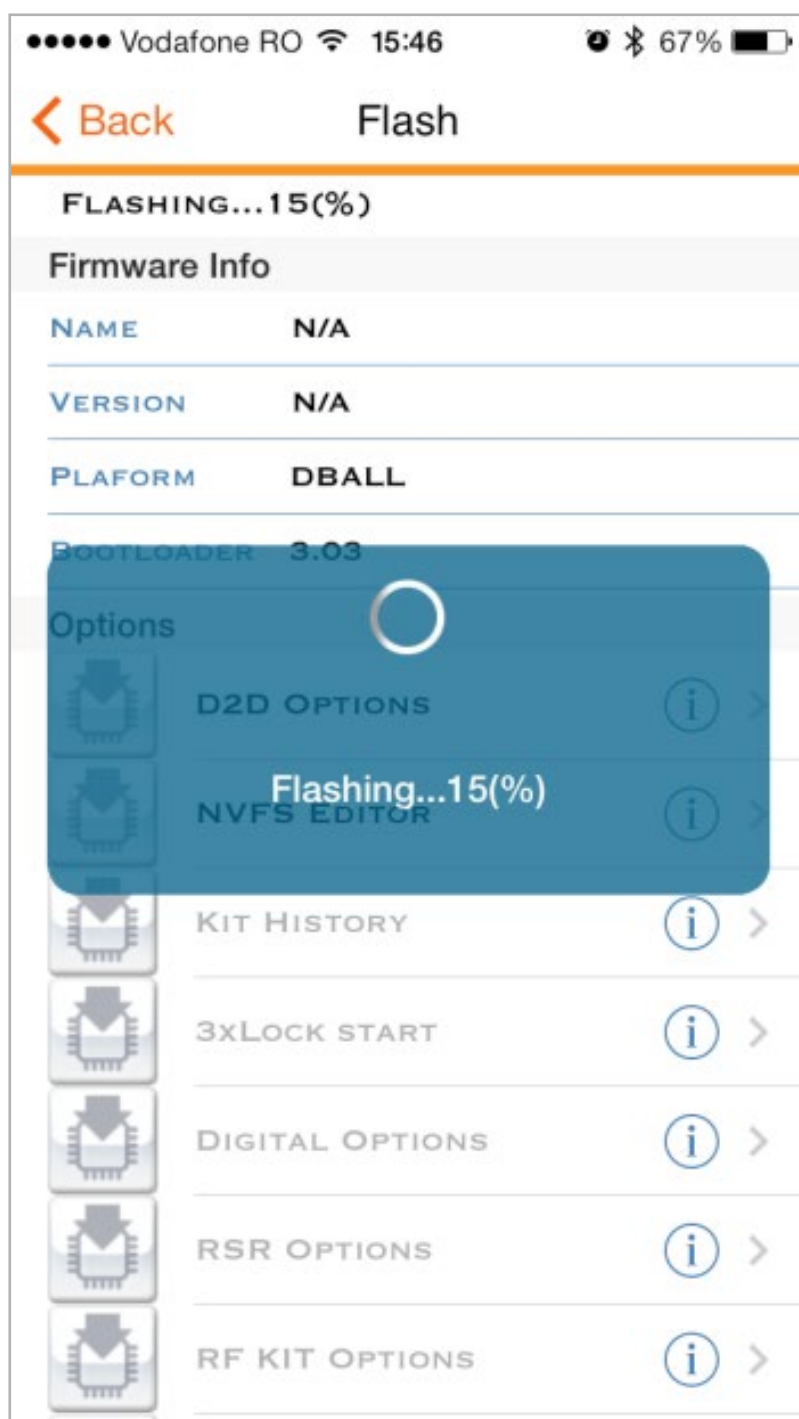 Vodafone RO 15:46 67%
Back Flash
FLASHING...15(%)
Firmware Info
NAME N/A
VERSION N/A
PLAFORM DBALL
BOOTLOADER 3.03
Options
D2D OPTIONS
Flashing...15(%)
NVFS EDITOR
KIT HISTORY
3XLOCK START
DIGITAL OPTIONS
RSR OPTIONS
RF KIT OPTIONS